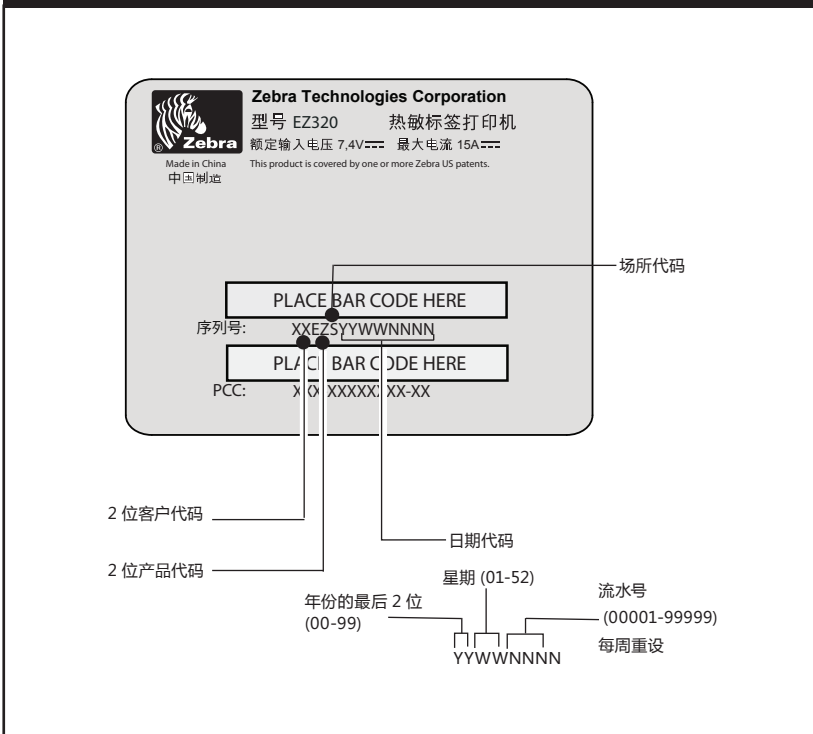 Zebra Technologies Corporation
型号 EZ320 热敏标签打印机
额定输入电压 7,4V 最大电流 15A
This product is covered by one or more Zebra US patents.
Zebra
®
Made in China
中国制造
场所代码
PLACE BAR CODE HERE
序列号: XXEZSYYWWNNNN
PLACE BAR CODE HERE
PCC: XXX-XXXXXXXX-XX
2 位客户代码
日期代码
2 位产品代码
星期 (01-52)
年份的最后 2 位
(00-99)
流水号
(00001-99999)
每周重设
YYWWNNNN